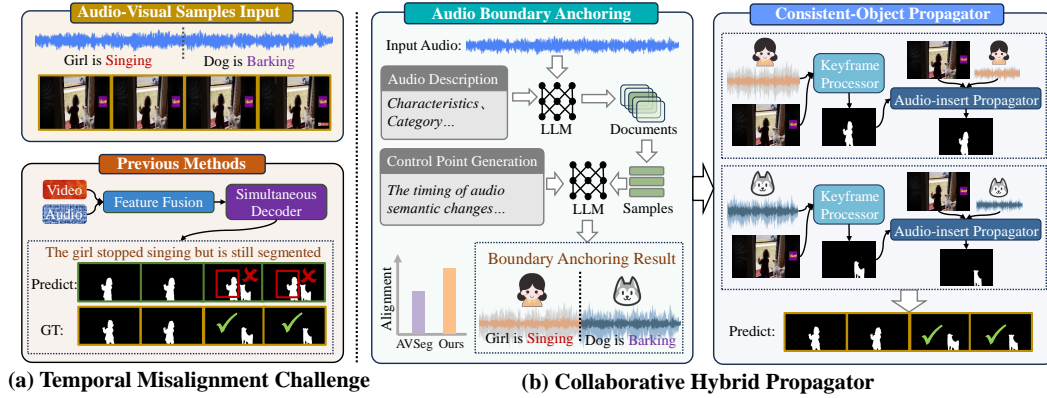 Audio-Visual Samples Input
Girl is Singing
Dog is Barking
Previous Methods
Video
Audio
Feature Fusion
Simultaneous
Decoder
The girl stopped singing but is still segmented
Predict:
GT:
(a) Temporal Misalignment Challenge
Audio Boundary Anchoring
Input Audio:
Audio Description
Characteristics、
Category…
LLM
Documents
Control Point Generation
The timing of audio
semantic changes…
LLM
Samples
Boundary Anchoring Result
Alignment
AVSeg
Ours
Girl is Singing
Dog is Barking
Consistent-Object Propagator
Keyframe
Processor
Audio-insert Propagator
Keyframe
Processor
Audio-insert Propagator
Predict:
(b) Collaborative Hybrid Propagator